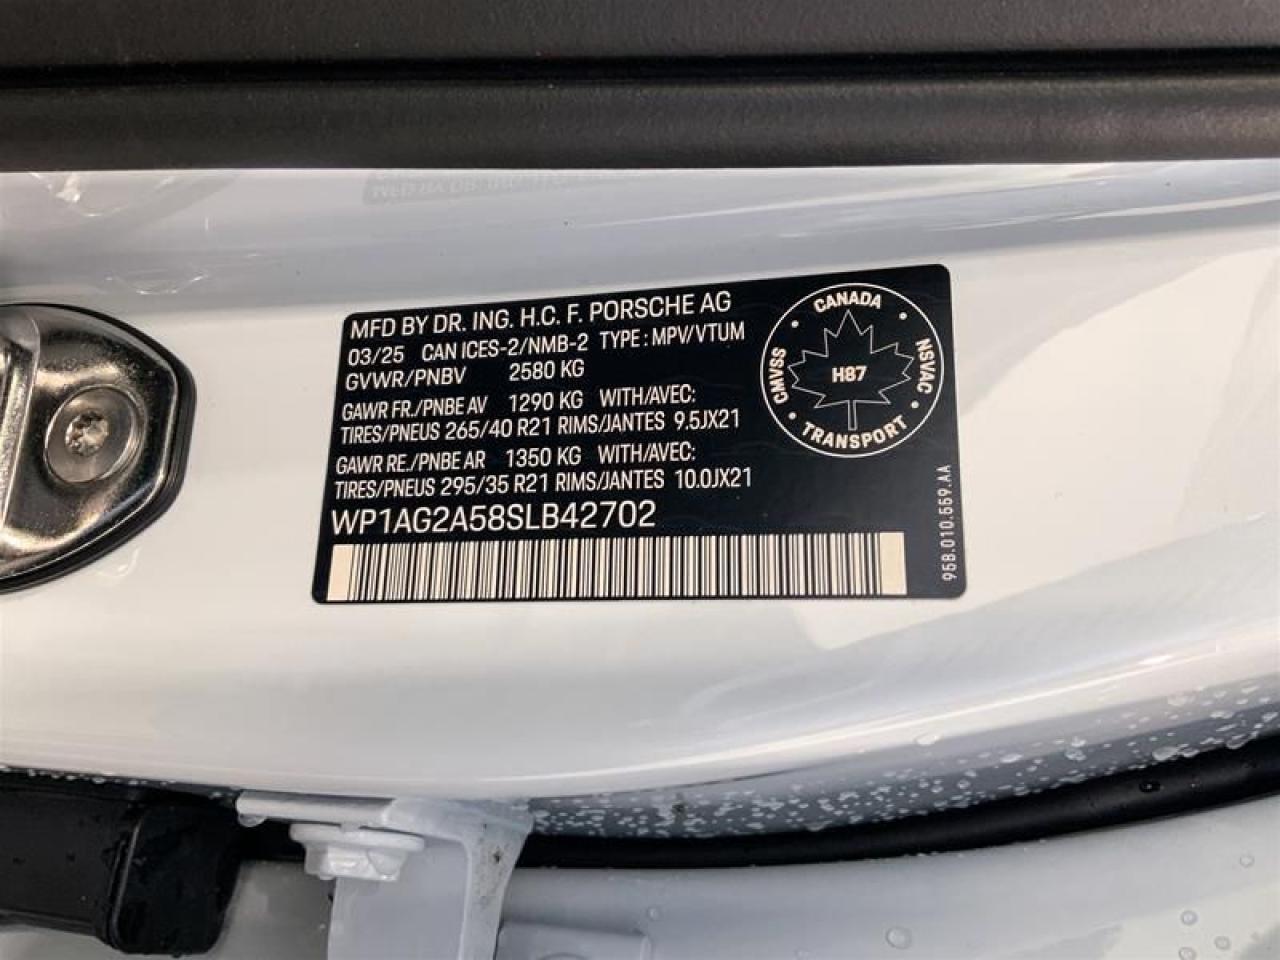 MFD BY DR. ING. H.C. F. PORSCHE AG
03/25 CAN ICES-2/NMB-2 TYPE : MPV/VTUM
GVWR/PNBV 2580 KG
GAWR FR./PNBE AV 1290 KG WITH/AVEC:
TIRES/PNEUS 265/40 R21 RIMS/JANTES 9.5JX21
GAWR RE./PNBE AR 1350 KG WITH/AVEC:
TIRES/PNEUS 295/35 R21 RIMS/JANTES 10.0JX21
WP1AG2A58SLB42702
CANADA
CMVSS
NSVAC
H87
TRANSPORT
95B.010.559.AA